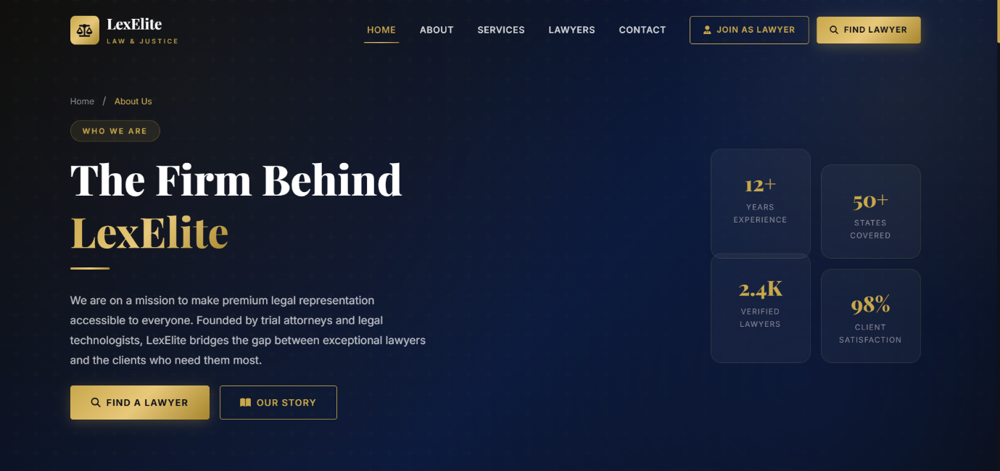 LexElite
LAW & JUSTICE
HOME
ABOUT
SERVICES
LAWYERS
CONTACT
JOIN AS LAWYER
FIND LAWYER
Home / About Us
WHO WE ARE
The Firm Behind
LexElite
We are on a mission to make premium legal representation
accessible to everyone. Founded by trial attorneys and legal
technologists, LexElite bridges the gap between exceptional lawyers
and the clients who need them most.
FIND A LAWYER
OUR STORY
12+
YEARS
EXPERIENCE
50+
STATES
COVERED
2.4K
VERIFIED
LAWYERS
98%
CLIENT
SATISFACTION